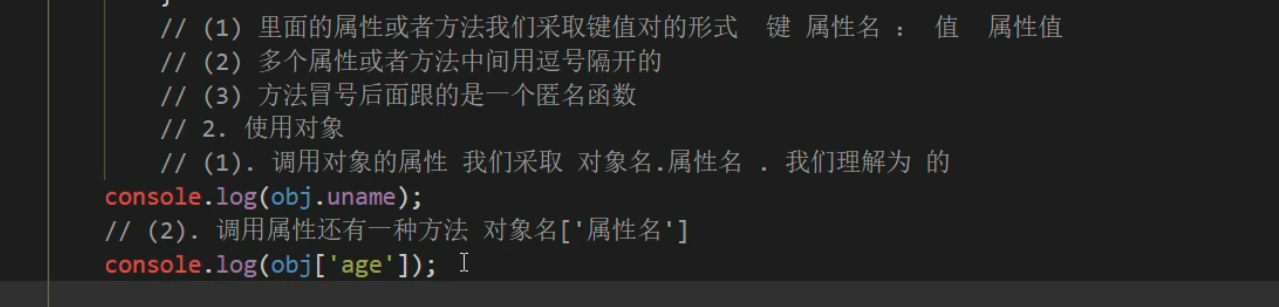 // (1) 里面的属性或者方法我们采取键值对的形式 键 属性名 : 值 属性值
// (2) 多个属性或者方法中间用逗号隔开的
// (3) 方法冒号后面跟的是一个匿名函数
// 2. 使用对象
// (1). 调用对象的属性 我们采取 对象名.属性名 . 我们理解为 的
console.log(obj.uname);
// (2). 调用属性还有一种方法 对象名['属性名']
console.log(obj['age']);